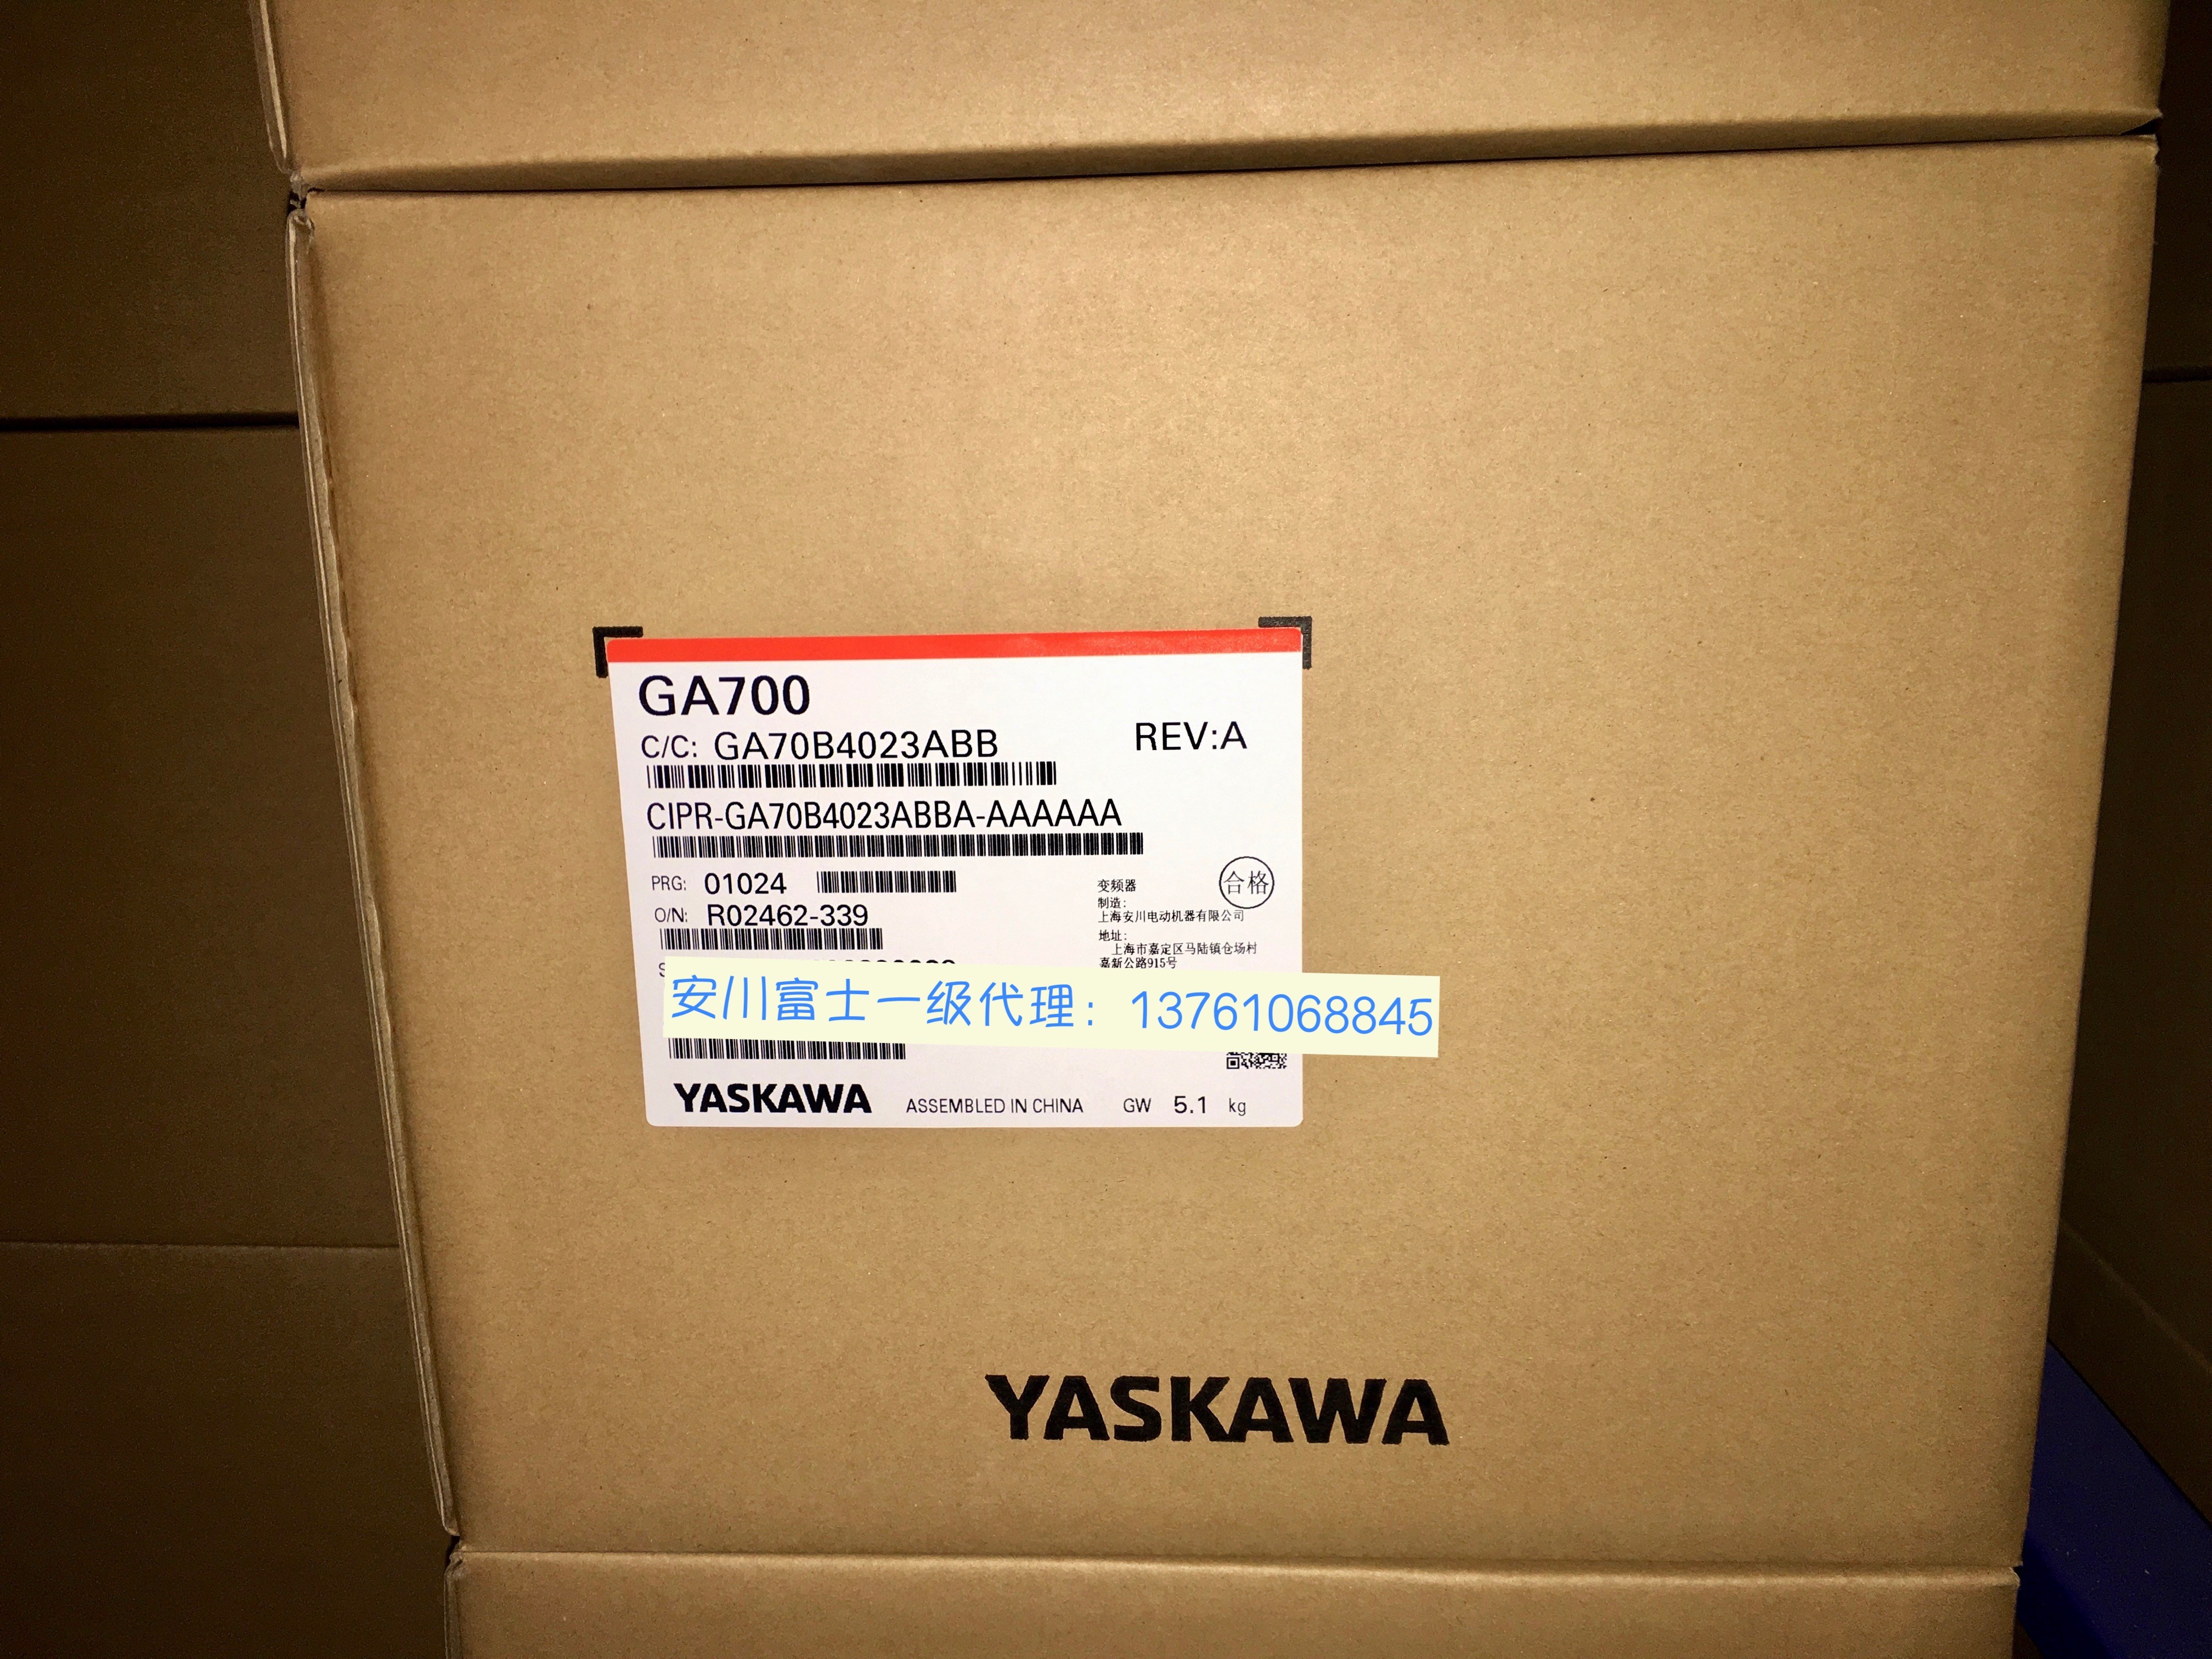 GA700
C/C: GA70B4023ABB
REV:A
CIPR-GA70B4023ABBA-AAAAAA
PRG: 01024
O/N: R02462-339
变频器
合格
制造:
上海安川电动机器有限公司
地址:
上海市嘉定区马陆镇仓场村
嘉新公路915号
安川富士一级代理：13761068845
YASKAWA ASSEMBLED IN CHINA GW 5.1 kg
YASKAWA